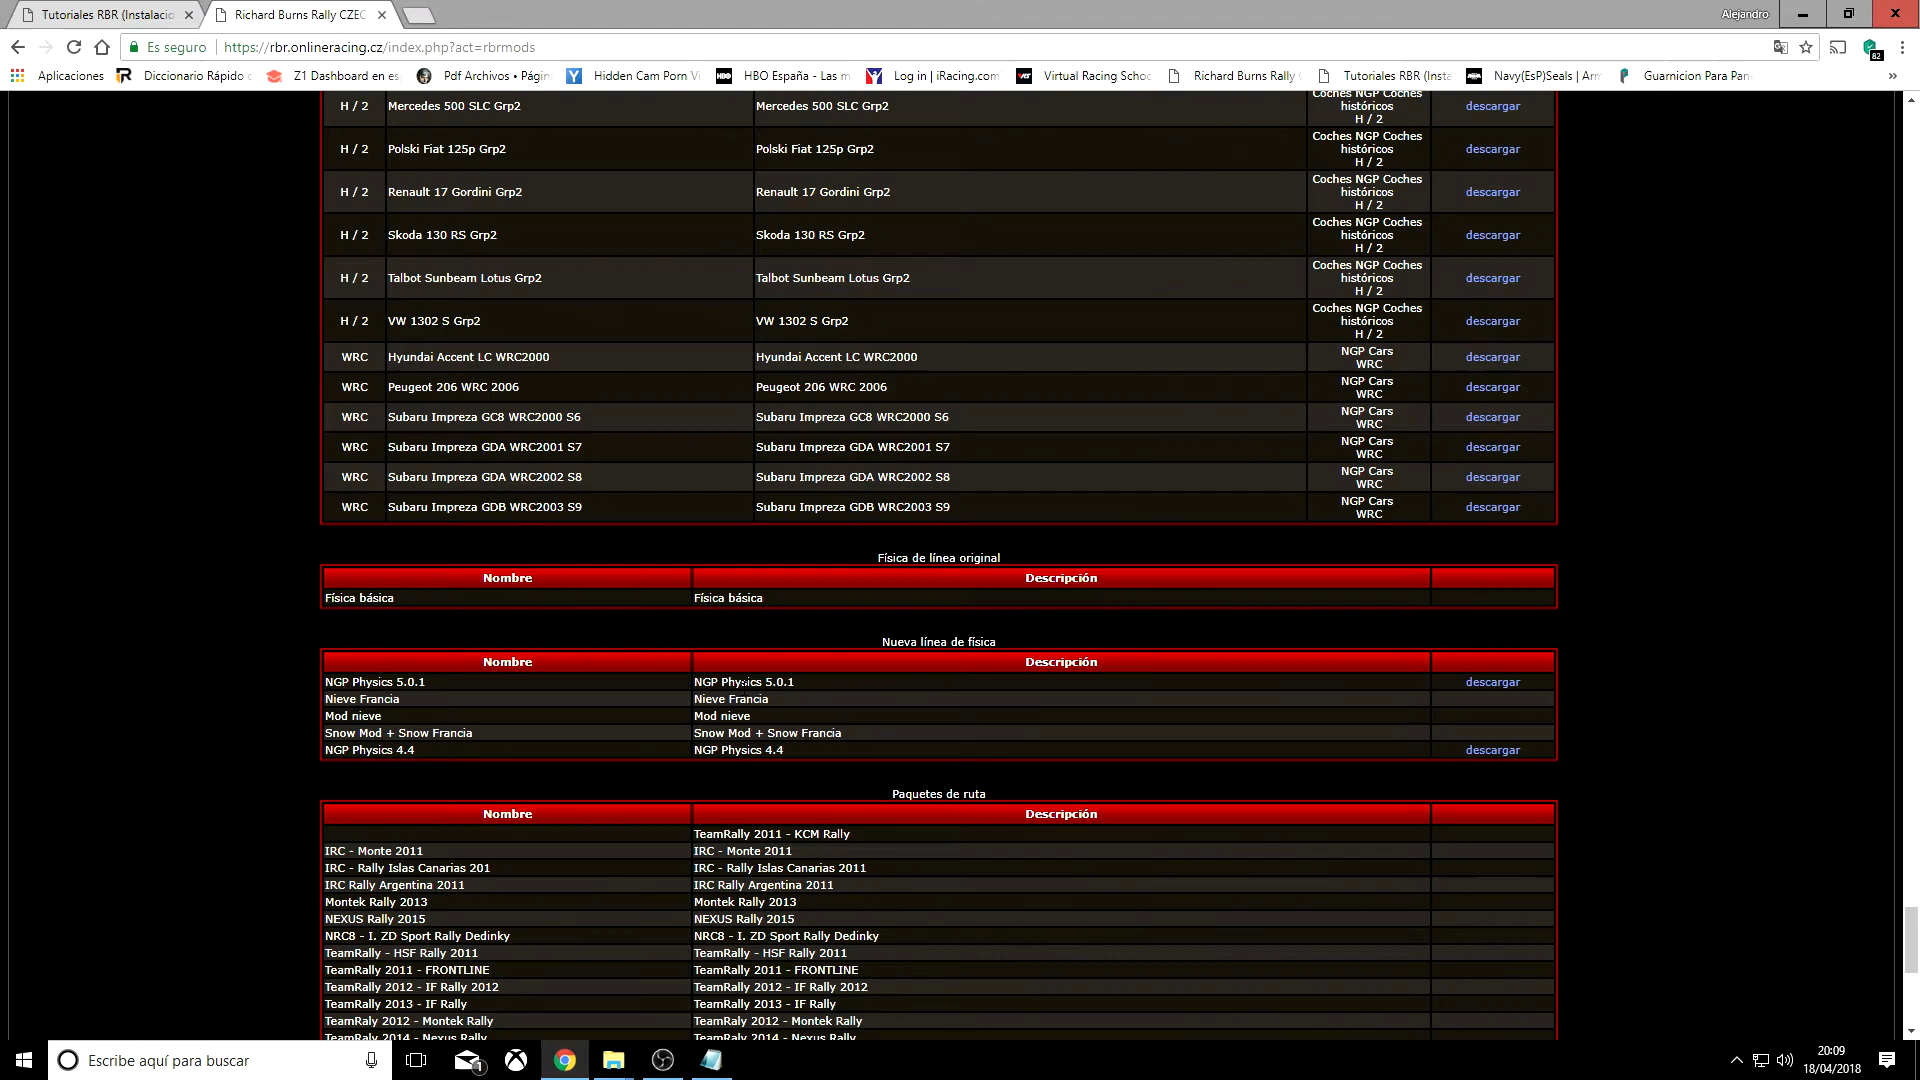 Tutoriales RBR (Instalacio
Richard Burns Rally CZEC
Alejandro
Es seguro
https://rbr.onlineracing.cz/index.php?act=rbrmods
Aplicaciones
Diccionario Rápido
Z1 Dashboard en es
Pdf Archivos • Págin
Hidden Cam Porn Vi
HBO España - Las m
Log in | iRacing.com
Virtual Racing Schoo
Richard Burns Rally
Tutoriales RBR (Insta
Navy(EsP)Seals | Arm
Guarnicion Para Pan
»
82
H / 2 Mercedes 500 SLC Grp2 Mercedes 500 SLC Grp2 Coches NGP Coches históricos H / 2 descargar
H / 2 Polski Fiat 125p Grp2 Polski Fiat 125p Grp2 Coches NGP Coches históricos H / 2 descargar
H / 2 Renault 17 Gordini Grp2 Renault 17 Gordini Grp2 Coches NGP Coches históricos H / 2 descargar
H / 2 Skoda 130 RS Grp2 Skoda 130 RS Grp2 Coches NGP Coches históricos H / 2 descargar
H / 2 Talbot Sunbeam Lotus Grp2 Talbot Sunbeam Lotus Grp2 Coches NGP Coches históricos H / 2 descargar
H / 2 VW 1302 S Grp2 VW 1302 S Grp2 Coches NGP Coches históricos H / 2 descargar
WRC Hyundai Accent LC WRC2000 Hyundai Accent LC WRC2000 NGP Cars WRC descargar
WRC Peugeot 206 WRC 2006 Peugeot 206 WRC 2006 NGP Cars WRC descargar
WRC Subaru Impreza GC8 WRC2000 S6 Subaru Impreza GC8 WRC2000 S6 NGP Cars WRC descargar
WRC Subaru Impreza GDA WRC2001 S7 Subaru Impreza GDA WRC2001 S7 NGP Cars WRC descargar
WRC Subaru Impreza GDA WRC2002 S8 Subaru Impreza GDA WRC2002 S8 NGP Cars WRC descargar
WRC Subaru Impreza GDB WRC2003 S9 Subaru Impreza GDB WRC2003 S9 NGP Cars WRC descargar
Física de línea original
Nombre Descripción
Física básica Física básica
Nueva línea de física
Nombre Descripción
NGP Physics 5.0.1 NGP Physics 5.0.1 descargar
Nieve Francia Nieve Francia
Mod nieve Mod nieve
Snow Mod + Snow Francia Snow Mod + Snow Francia
NGP Physics 4.4 NGP Physics 4.4 descargar
Paquetes de ruta
Nombre Descripción
TeamRally 2011 - KCM Rally
IRC - Monte 2011 IRC - Monte 2011
IRC - Rally Islas Canarias 201 IRC - Rally Islas Canarias 2011
IRC Rally Argentina 2011 IRC Rally Argentina 2011
Montek Rally 2013 Montek Rally 2013
NEXUS Rally 2015 NEXUS Rally 2015
NRC8 - I. ZD Sport Rally Dedinky NRC8 - I. ZD Sport Rally Dedinky
TeamRally - HSF Rally 2011 TeamRally - HSF Rally 2011
TeamRally 2011 - FRONTLINE TeamRally 2011 - FRONTLINE
TeamRally 2012 - IF Rally 2012 TeamRally 2012 - IF Rally 2012
TeamRally 2013 - IF Rally TeamRally 2013 - IF Rally
TeamRaly 2012 - Montek Rally TeamRaly 2012 - Montek Rally
TeamRaly 2014 - Nexus Rally TeamRaly 2014 - Nexus Rally
Escribe aquí para buscar
1
20:09
18/04/2018